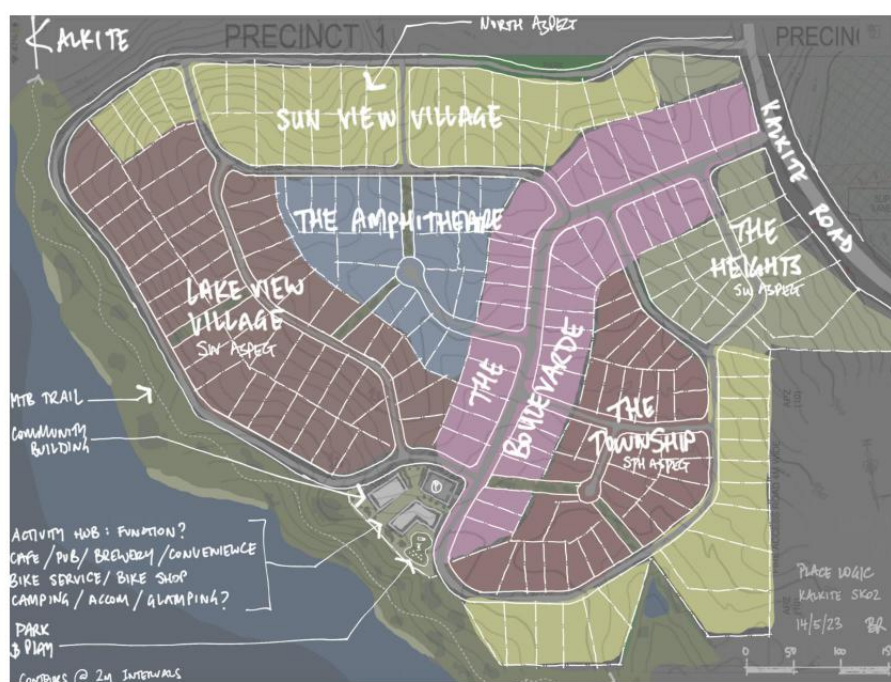 KALKITE
PRECINCT 1
NORTH ASPECT
PRECINC
SUN VIEW VILLAGE
KALKITE ROAD
THE AMPHITHEATRE
THE HEIGHTS
SW ASPECT
LAKE VIEW
VILLAGE
SW ASPECT
THE BOULEVARDE
THE
TOWNSHIP
STH ASPECT
MTB TRAIL
COMMUNITY
BUILDING
ACTIVITY HUB: FUNCTION?
CAFE / PUB / BREWERY / CONVENIENCE
BIKE SERVICE / BIKE SHOP
CAMPING / ACCOM / GLAMPING?
PARK
& PLAY
CONTOURS @ 2M INTERVALS
PLACE LOGIC
KALKITE SK02
14/5/23 BR
0 50 100 15